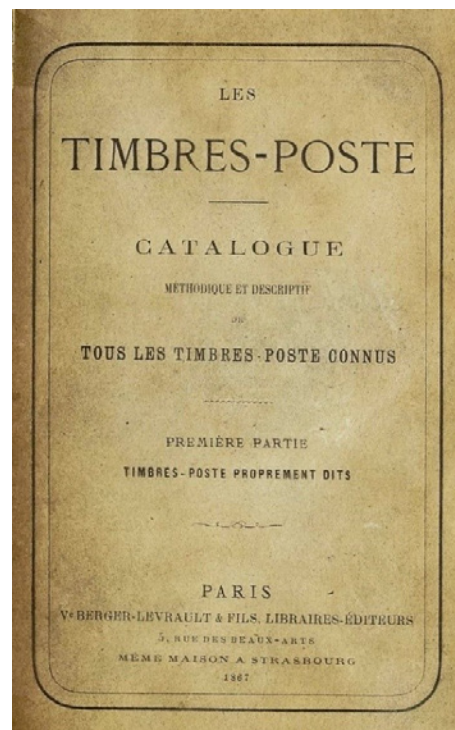 LES
TIMBRES-POSTE
CATALOGUE
MÉTHODIQUE ET DESCRIPTIF
DE
TOUS LES TIMBRES-POSTE CONNUS
PREMIÈRE PARTIE
TIMBRES-POSTE PROPREMENT DITS
PARIS
Ve BERGER-LEVRAULT & FILS, LIBRAIRES-ÉDITEURS
5, RUE DES BEAUX-ARTS
MÊME MAISON A STRASBOURG
1867